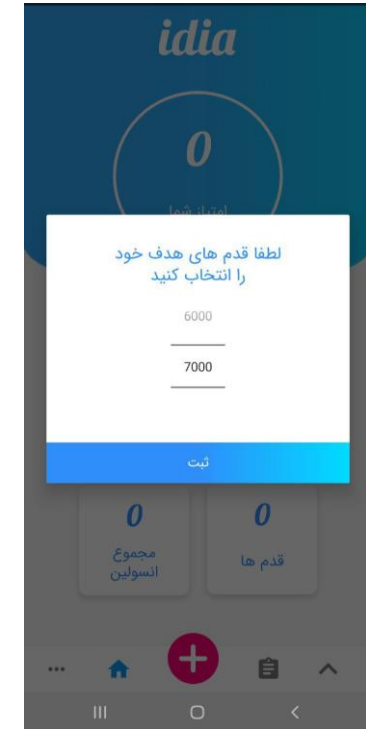 idia
0
امتیاز شما
لطفا قدم های هدف خود
را انتخاب کنید
6000
7000
ثبت
0
قدم ها
0
مجموع
انسولین